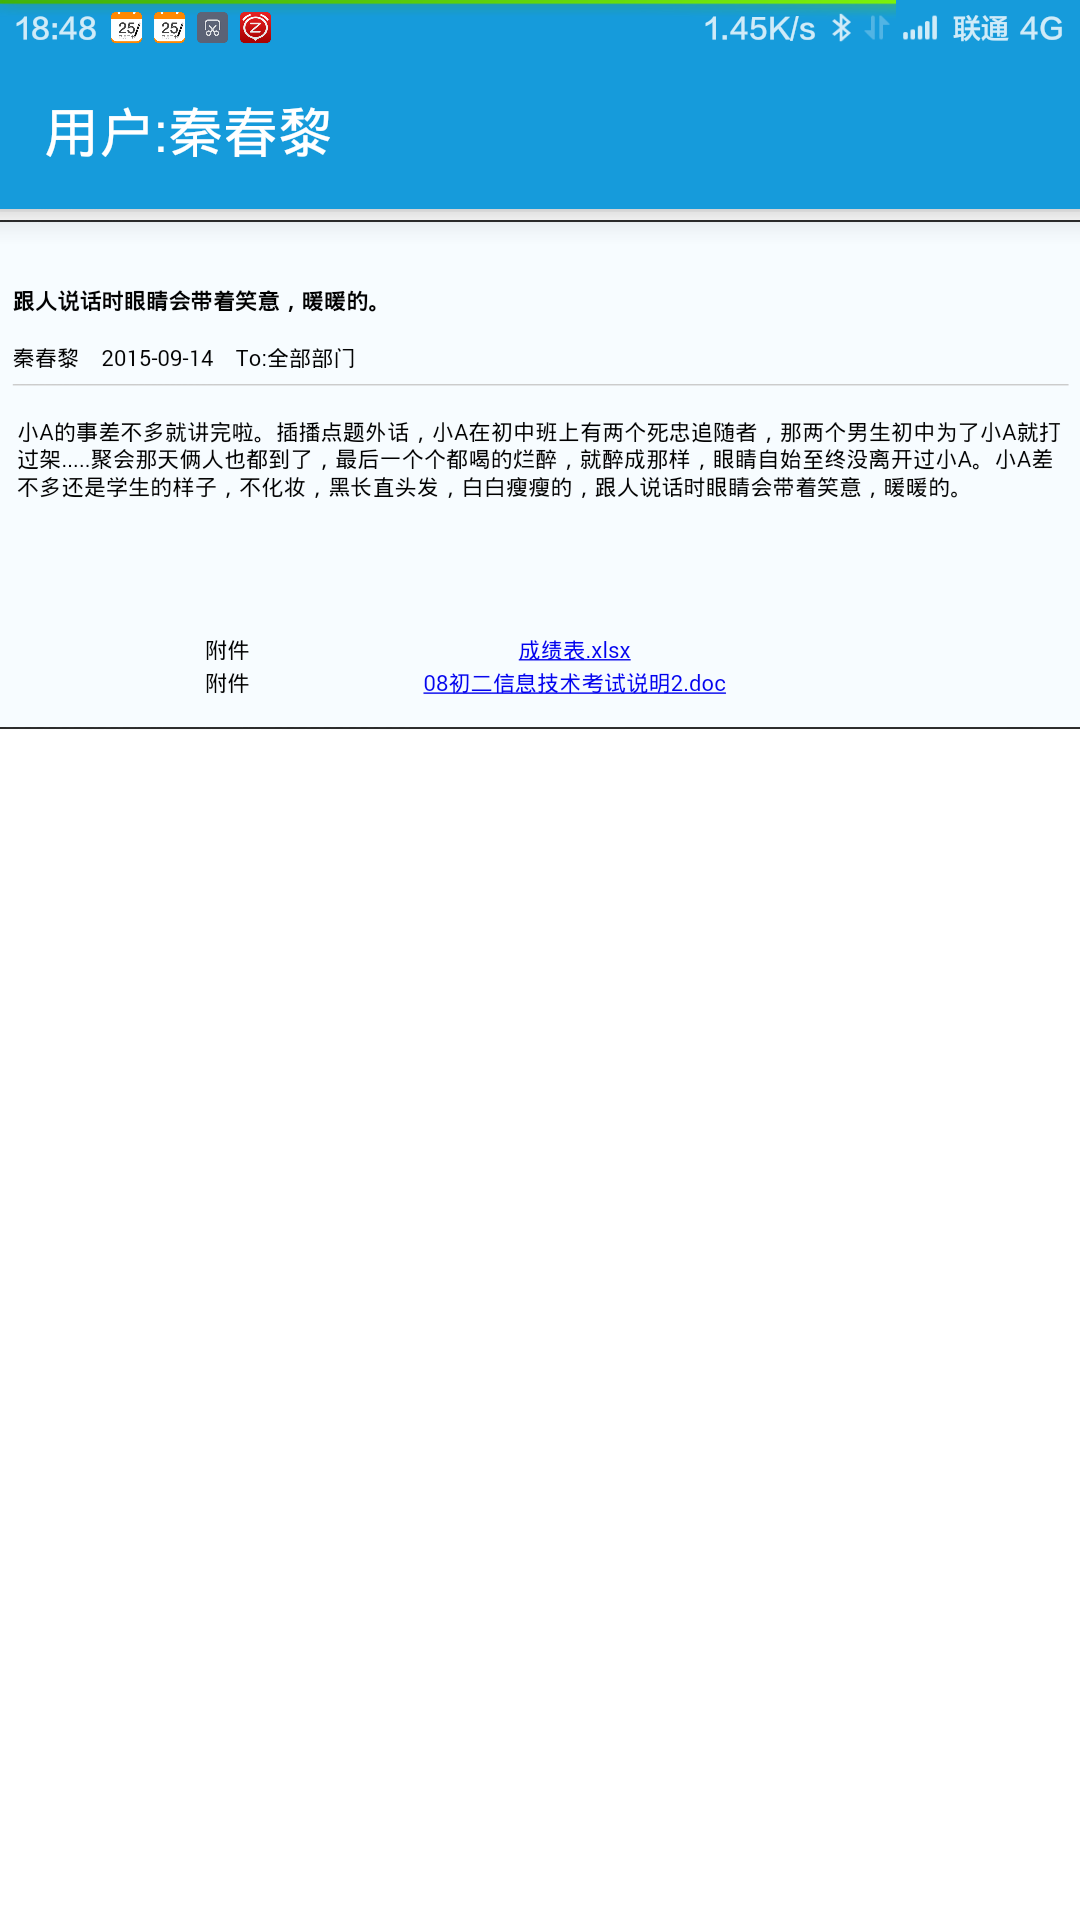 18:48 25 25 1.45K/s 联通 4G
用户:秦春黎
跟人说话时眼睛会带着笑意，暖暖的。
秦春黎 2015-09-14 To:全部部门
小A的事差不多就讲完啦。插播点题外话，小A在初中班上有两个死忠追随者，那两个男生初中为了小A就打
过架.....聚会那天俩人也都到了，最后一个个都喝的烂醉，就醉成那样，眼睛自始至终没离开过小A。小A差
不多还是学生的样子，不化妆，黑长直头发，白白瘦瘦的，跟人说话时眼睛会带着笑意，暖暖的。
附件 成绩表.xlsx
附件 08初二信息技术考试说明2.doc